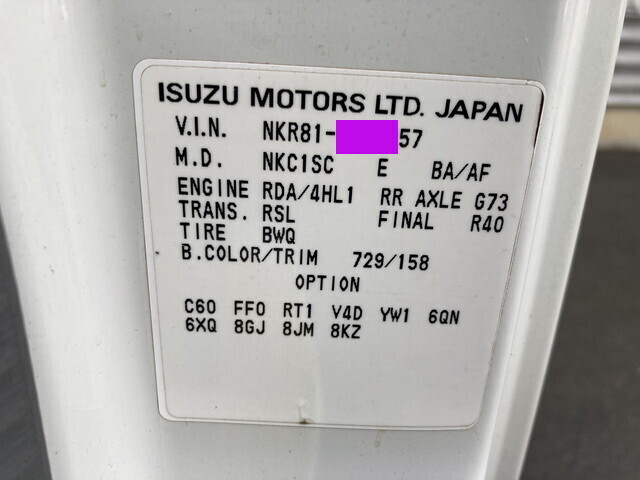 ISUZU MOTORS LTD. JAPAN
V.I.N. NKR81- 57
M.D. NKC1SC E BA/AF
ENGINE RDA/4HL1 RR AXLE G73
TRANS. RSL FINAL R40
TIRE BWQ
B.COLOR/TRIM 729/158
OPTION
C60 FF0 RT1 V4D YW1 6QN
6XQ 8GJ 8JM 8KZ